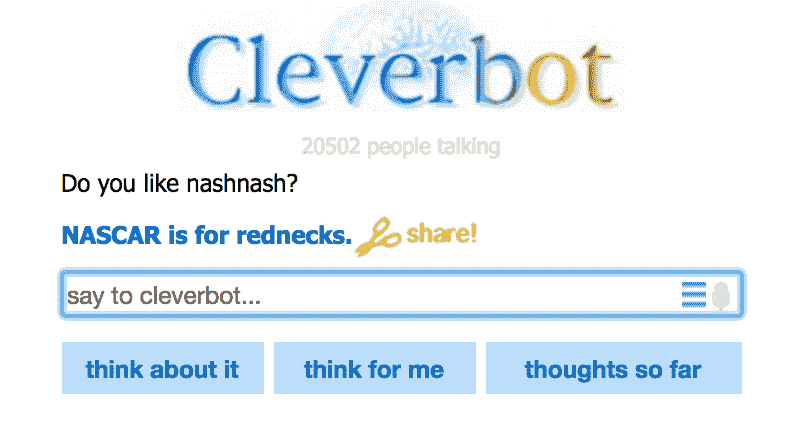 Cleverbot
20502 people talking
Do you like nashnash?
NASCAR is for rednecks. share!
say to cleverbot...
think about it think for me thoughts so far